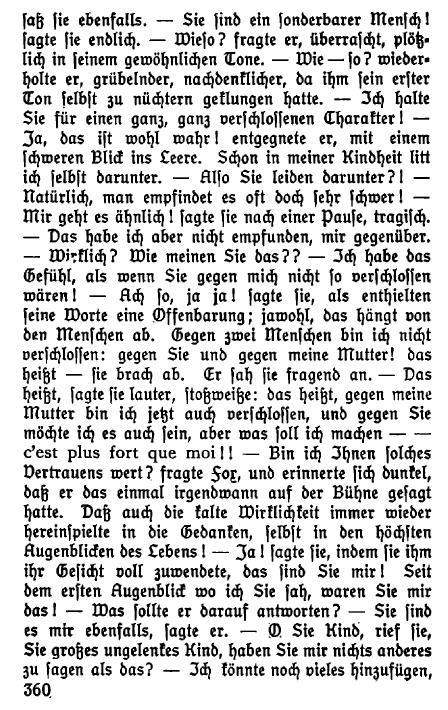 saß sie ebenfalls. — Sie sind ein sonderbarer Mensch!
sagte sie endlich. — Wieso? fragte er, überrascht, plötz-
lich in seinem gewöhnlichen Tone. — Wie—so? wieder-
holte er, grübelnder, nachdenklicher, da ihm sein erster
Ton selbst zu nüchtern geklungen hatte. — Ich halte
Sie für einen ganz, ganz verschlossenen Charakter! —
Ja, das ist wohl wahr! entgegnete er, mit einem
schweren Blick ins Leere. Schon in meiner Kindheit litt
ich selbst darunter. — Also Sie leiden darunter?! —
Natürlich, man empfindet es oft doch sehr schwer! —
Mir geht es ähnlich! sagte sie nach einer Pause, tragisch.
— Das habe ich aber nicht empfunden, mir gegenüber.
— Wirklich? Wie meinen Sie das?? — Ich habe das
Gefühl, als wenn Sie gegen mich nicht so verschlossen
wären! — Ach so, ja ja! sagte sie, als enthielten
seine Worte eine Offenbarung; jawohl, das hängt von
den Menschen ab. Gegen zwei Menschen bin ich nicht
verschlossen: gegen Sie und gegen meine Mutter! das
heißt — sie brach ab. Er sah sie fragend an. — Das
heißt, sagte sie lauter, stoßweiße: das heißt, gegen meine
Mutter bin ich jetzt auch verschlossen, und gegen Sie
möchte ich es auch sein, aber was soll ich machen — —
c'est plus fort que moi!! — Bin ich Ihnen solches
Vertrauens wert? fragte Fox, und erinnerte sich dunkel,
daß er das einmal irgendwann auf der Bühne gesagt
hatte. Daß auch die kalte Wirklichkeit immer wieder
hereinspielte in die Gedanken, selbst in den höchsten
Augenblicken des Lebens! — Ja! sagte sie, indem sie ihm
ihr Gesicht voll zuwendete, das sind Sie mir! Seit
dem ersten Augenblick wo ich Sie sah, waren Sie mir
das! — Was sollte er darauf antworten? — Sie sind
es mir ebenfalls, sagte er. — O Sie Kind, rief sie,
Sie großes ungelenkes Kind, haben Sie mir nichts anderes
zu sagen als das? — Ich könnte noch vieles hinzufügen,
360